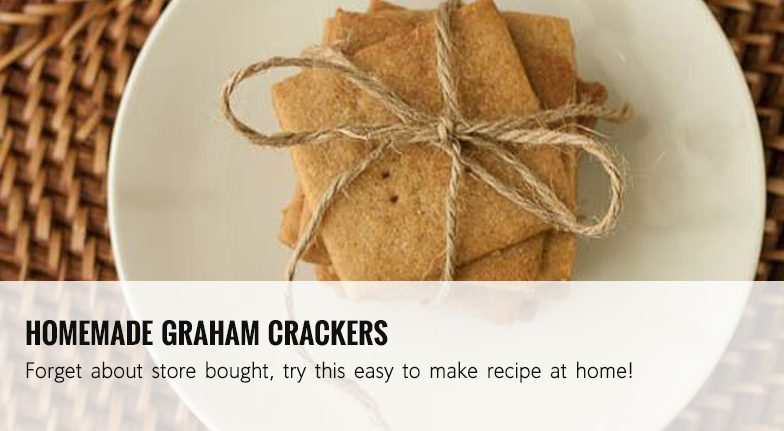 HOMEMADE GRAHAM CRACKERS
Forget about store bought, try this easy to make recipe at home!